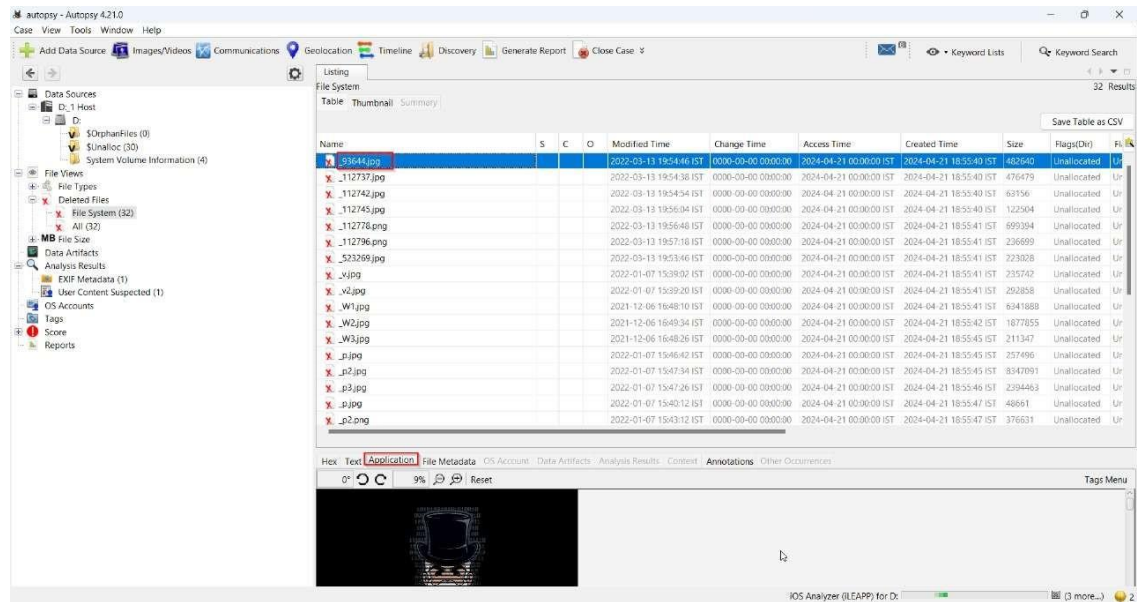 autopsy - Autopsy 4.21.0
Case View Tools Window Help
Add Data Source Images/Videos Communications Geolocation Timeline Discovery Generate Report Close Case Keyword Lists Keyword Search
Listing
File System 32 Results
Table Thumbnail Summary
Save Table as CSV
Data Sources
D:_1 Host
D:
$OrphanFiles (0)
$Unalloc (30)
System Volume Information (4)
File Views
File Types
Deleted Files
File System (32)
All (32)
MB File Size
Data Artifacts
Analysis Results
EXIF Metadata (1)
User Content Suspected (1)
OS Accounts
Tags
Score
Reports
Name S C O Modified Time Change Time Access Time Created Time Size Flags(Dir)
_93644.jpg 2022-03-13 19:54:46 IST 0000-00-00 00:00:00 2024-04-21 00:00:00 IST 2024-04-21 18:55:40 IST 482640 Unallocated
_112737.jpg 2022-03-13 19:54:38 IST 0000-00-00 00:00:00 2024-04-21 00:00:00 IST 2024-04-21 18:55:40 IST 476479 Unallocated
_112742.jpg 2022-03-13 19:54:54 IST 0000-00-00 00:00:00 2024-04-21 00:00:00 IST 2024-04-21 18:55:40 IST 63156 Unallocated
_112745.jpg 2022-03-13 19:56:04 IST 0000-00-00 00:00:00 2024-04-21 00:00:00 IST 2024-04-21 18:55:40 IST 122504 Unallocated
_112778.png 2022-03-13 19:56:48 IST 0000-00-00 00:00:00 2024-04-21 00:00:00 IST 2024-04-21 18:55:41 IST 699394 Unallocated
_112796.png 2022-03-13 19:57:18 IST 0000-00-00 00:00:00 2024-04-21 00:00:00 IST 2024-04-21 18:55:41 IST 236699 Unallocated
_523269.jpg 2022-03-13 19:53:46 IST 0000-00-00 00:00:00 2024-04-21 00:00:00 IST 2024-04-21 18:55:41 IST 223028 Unallocated
_v.jpg 2022-01-07 15:39:02 IST 0000-00-00 00:00:00 2024-04-21 00:00:00 IST 2024-04-21 18:55:41 IST 235742 Unallocated
_v2.jpg 2022-01-07 15:39:20 IST 0000-00-00 00:00:00 2024-04-21 00:00:00 IST 2024-04-21 18:55:41 IST 292858 Unallocated
_W1.jpg 2021-12-06 16:48:10 IST 0000-00-00 00:00:00 2024-04-21 00:00:00 IST 2024-04-21 18:55:41 IST 6341888 Unallocated
_W2.jpg 2021-12-06 16:49:34 IST 0000-00-00 00:00:00 2024-04-21 00:00:00 IST 2024-04-21 18:55:42 IST 1877855 Unallocated
_W3.jpg 2021-12-06 16:48:26 IST 0000-00-00 00:00:00 2024-04-21 00:00:00 IST 2024-04-21 18:55:45 IST 211347 Unallocated
_p.jpg 2022-01-07 15:46:42 IST 0000-00-00 00:00:00 2024-04-21 00:00:00 IST 2024-04-21 18:55:45 IST 257496 Unallocated
_p2.jpg 2022-01-07 15:47:34 IST 0000-00-00 00:00:00 2024-04-21 00:00:00 IST 2024-04-21 18:55:45 IST 8347091 Unallocated
_p3.jpg 2022-01-07 15:47:26 IST 0000-00-00 00:00:00 2024-04-21 00:00:00 IST 2024-04-21 18:55:46 IST 2394463 Unallocated
_p.jpg 2022-01-07 15:40:12 IST 0000-00-00 00:00:00 2024-04-21 00:00:00 IST 2024-04-21 18:55:47 IST 48661 Unallocated
_p2.png 2022-01-07 15:43:12 IST 0000-00-00 00:00:00 2024-04-21 00:00:00 IST 2024-04-21 18:55:47 IST 376631 Unallocated
Hex Text Application File Metadata OS Account Data Artifacts Analysis Results Context Annotations Other Occurrences
0° 9% Reset Tags Menu
iOS Analyzer (iLEAPP) for D: (3 more...) 2